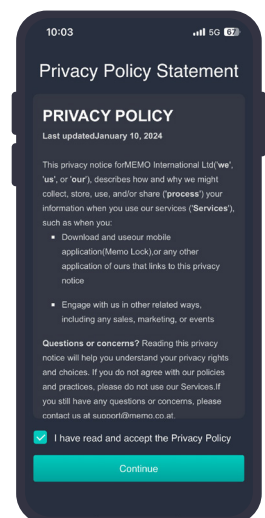 10:03 5G 67
Privacy Policy Statement
PRIVACY POLICY
Last updatedJanuary 10, 2024
This privacy notice forMEMO International Ltd('we',
'us', or 'our'), describes how and why we might
collect, store, use, and/or share ('process') your
information when you use our services ('Services'),
such as when you:
Download and useour mobile
application(Memo Lock),or any other
application of ours that links to this privacy
notice
Engage with us in other related ways,
including any sales, marketing, or events
Questions or concerns? Reading this privacy
notice will help you understand your privacy rights
and choices. If you do not agree with our policies
and practices, please do not use our Services.If
you still have any questions or concerns, please
contact us at support@memo.co.at.
I have read and accept the Privacy Policy
Continue